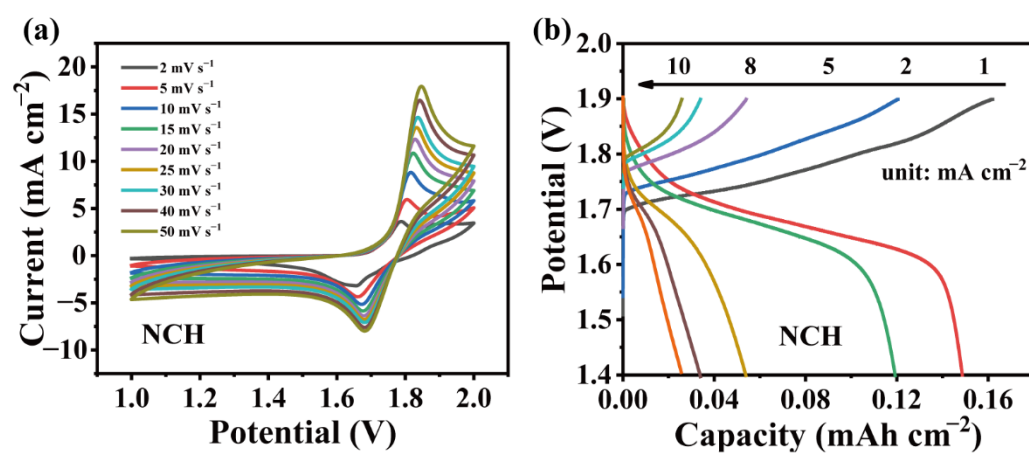 (a)
Current (mA cm⁻²)
20
15
10
5
0
−5
−10
2 mV s⁻¹
5 mV s⁻¹
10 mV s⁻¹
15 mV s⁻¹
20 mV s⁻¹
25 mV s⁻¹
30 mV s⁻¹
40 mV s⁻¹
50 mV s⁻¹
NCH
1.0 1.2 1.4 1.6 1.8 2.0
Potential (V)
(b)
Potential (V)
2.0
1.9
1.8
1.7
1.6
1.5
1.4
10 8 5 2 1
unit: mA cm⁻²
NCH
0.00 0.04 0.08 0.12 0.16
Capacity (mAh cm⁻²)